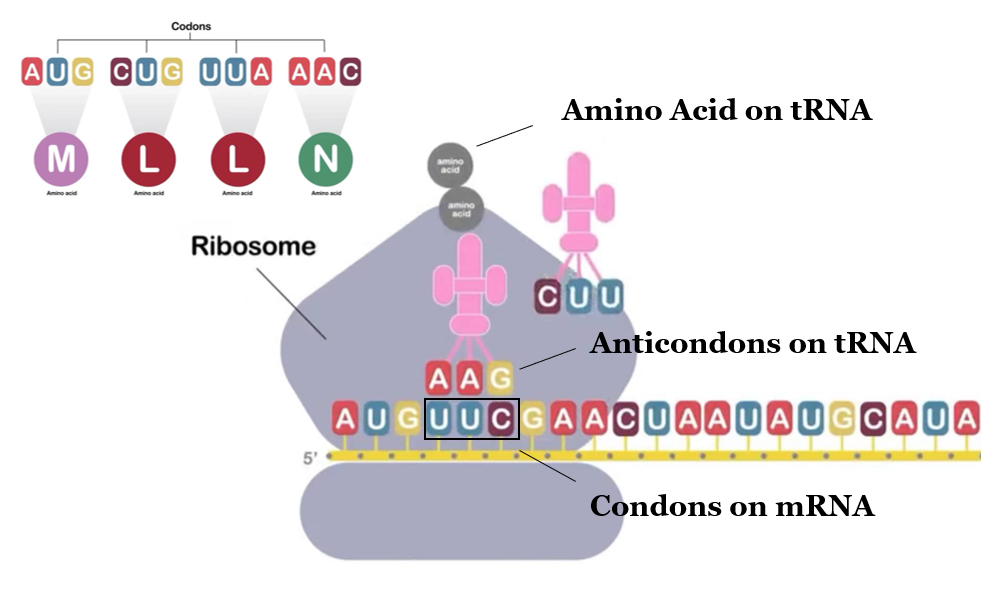 Codons
AUG CUG UUA AAC
M L L N
Amino acid Amino acid Amino acid Amino acid
Amino Acid on tRNA
amino
acid
amino
acid
Ribosome
CUU
Anticondons on tRNA
AAG
AUGUUCGAACUAAUAUGCAUA
5’
Condons on mRNA